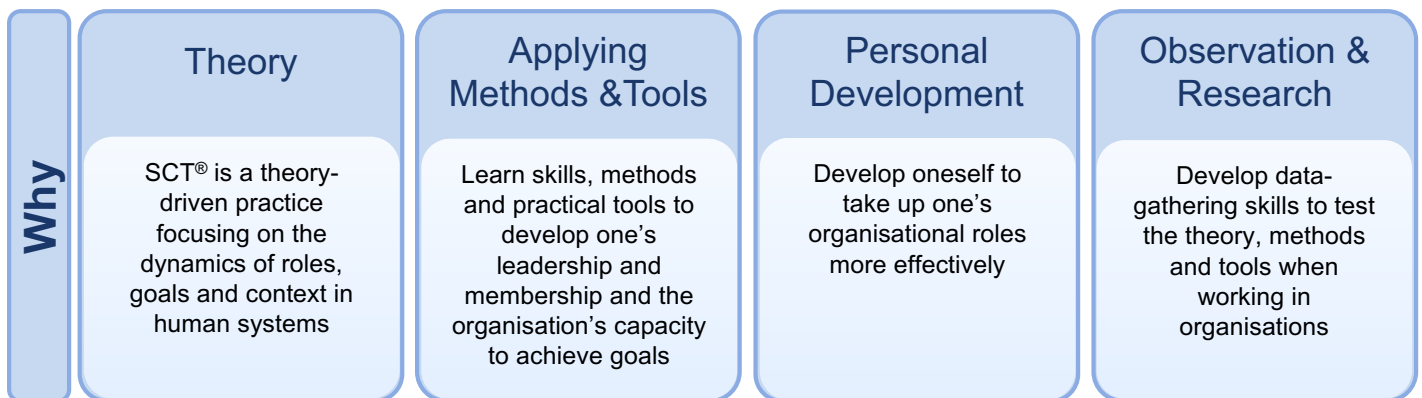 Why
Theory
SCT® is a theory-
driven practice
focusing on the
dynamics of roles,
goals and context in
human systems
Applying
Methods &Tools
Learn skills, methods
and practical tools to
develop one’s
leadership and
membership and the
organisation’s capacity
to achieve goals
Personal
Development
Develop oneself to
take up one’s
organisational roles
more effectively
Observation &
Research
Develop data-
gathering skills to test
the theory, methods
and tools when
working in
organisations